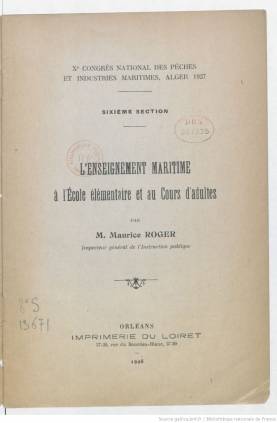 Xe CONGRÈS NATIONAL DES PÊCHES
ET INDUSTRIES MARITIMES, ALGER 1927
SIXIÈME SECTION
L'ENSEIGNEMENT MARITIME
à l'École élémentaire et au Cours d'adultes
PAR
M. Maurice ROGER
Inspecteur général de l'Instruction publique
8° S
19671
ORLÉANS
IMPRIMERIE DU LOIRET
Source gallica.bnf.fr / Bibliothèque nationale de France